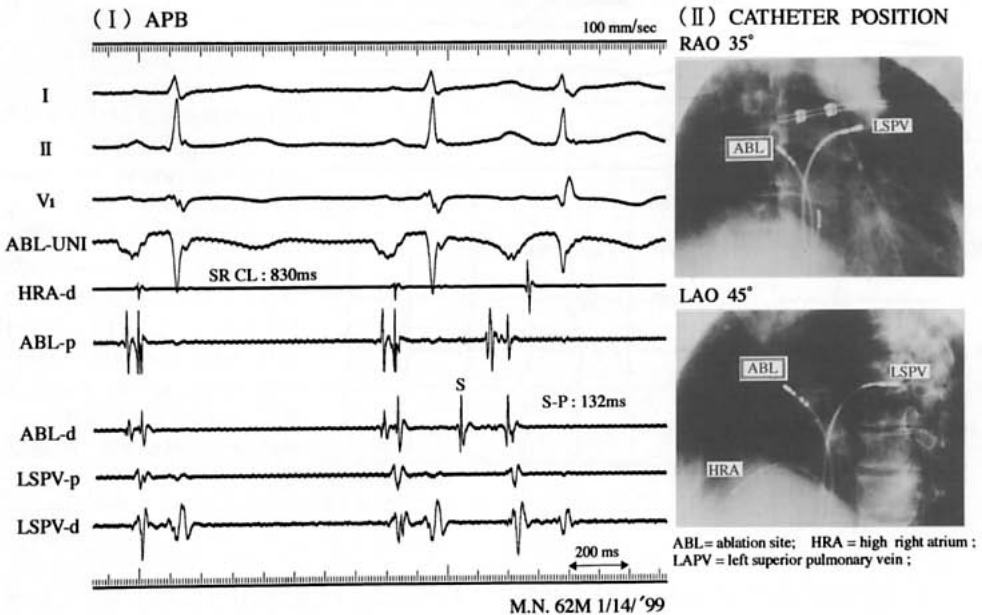 (I) APB
100 mm/sec
I
II
V1
ABL-UNI
SR CL : 830ms
HRA-d
ABL-p
S
S-P : 132ms
ABL-d
LSPV-p
LSPV-d
200 ms
M.N. 62M 1/14/ '99
(II) CATHETER POSITION
RAO 35°
ABL
LSPV
LAO 45°
ABL
LSPV
HRA
ABL= ablation site; HRA = high right atrium ;
LAPV = left superior pulmonary vein ;